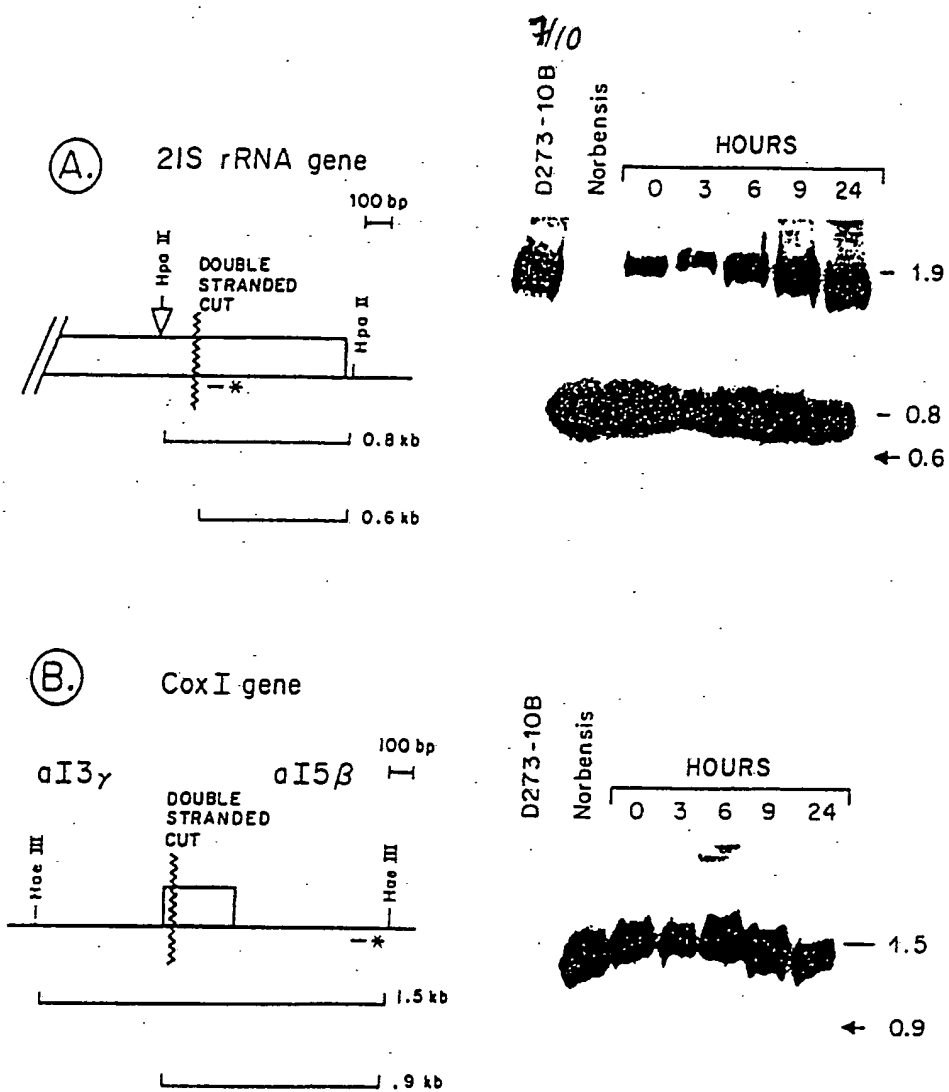 7/10
D273-10B
Norbensis
HOURS
0 3 6 9 24
A.
21S rRNA gene
100 bp
Hpa II
DOUBLE
STRANDED
CUT
Hpa II
*
0.8 kb
0.6 kb
1.9
0.8
0.6
B.
Cox I gene
aI3γ
aI5β
100 bp
DOUBLE
STRANDED
CUT
Hae III
Hae III
*
1.5 kb
.9 kb
D273-10B
Norbensis
HOURS
0 3 6 9 24
1.5
0.9